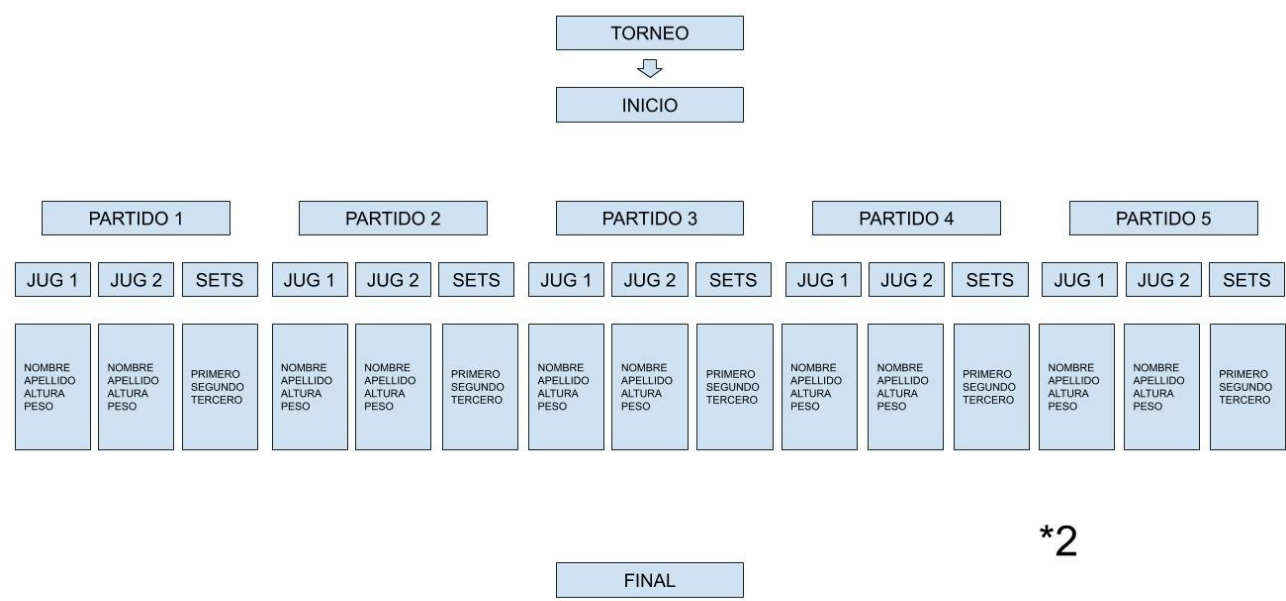 TORNEO
INICIO
PARTIDO 1
PARTIDO 2
PARTIDO 3
PARTIDO 4
PARTIDO 5
JUG 1
JUG 2
SETS
JUG 1
JUG 2
SETS
JUG 1
JUG 2
SETS
JUG 1
JUG 2
SETS
JUG 1
JUG 2
SETS
NOMBRE
APELLIDO
ALTURA
PESO
NOMBRE
APELLIDO
ALTURA
PESO
PRIMERO
SEGUNDO
TERCERO
NOMBRE
APELLIDO
ALTURA
PESO
NOMBRE
APELLIDO
ALTURA
PESO
PRIMERO
SEGUNDO
TERCERO
NOMBRE
APELLIDO
ALTURA
PESO
NOMBRE
APELLIDO
ALTURA
PESO
PRIMERO
SEGUNDO
TERCERO
NOMBRE
APELLIDO
ALTURA
PESO
NOMBRE
APELLIDO
ALTURA
PESO
PRIMERO
SEGUNDO
TERCERO
NOMBRE
APELLIDO
ALTURA
PESO
NOMBRE
APELLIDO
ALTURA
PESO
PRIMERO
SEGUNDO
TERCERO
*2
FINAL